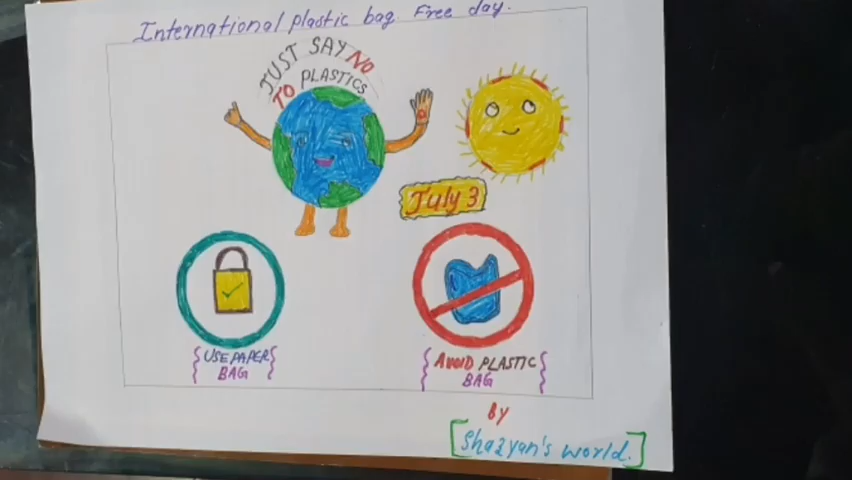 International plastic bag Free day.
JUST SAY NO
TO PLASTICS
July 3
USE PAPER
BAG
AVOID PLASTIC
BAG
BY
Shazyan's world.